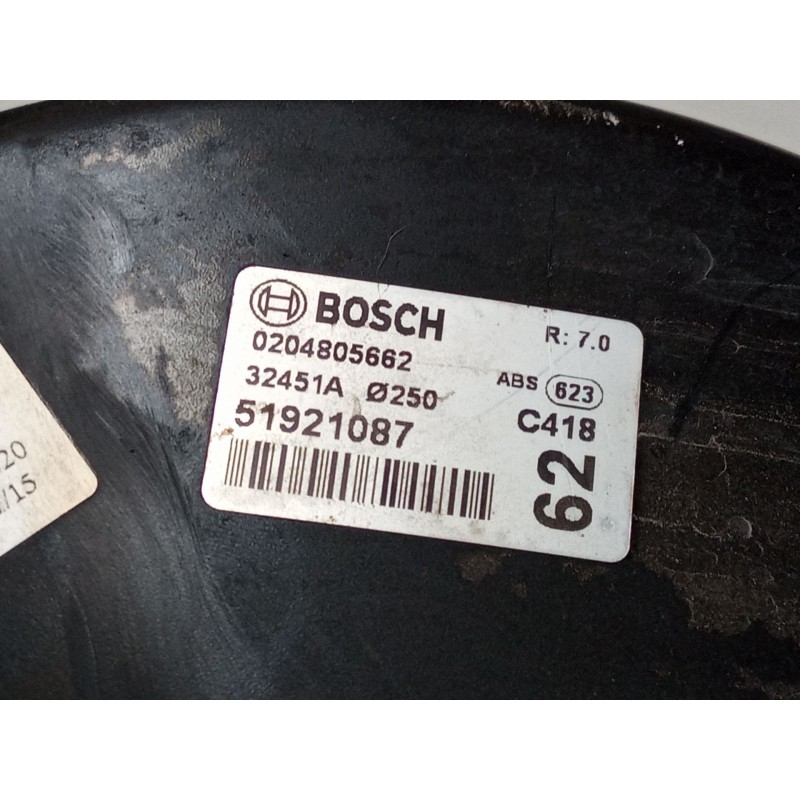 BOSCH R: 7.0
0204805662
32451A Ø250 ABS 623
51921087 C418
62
20
/15